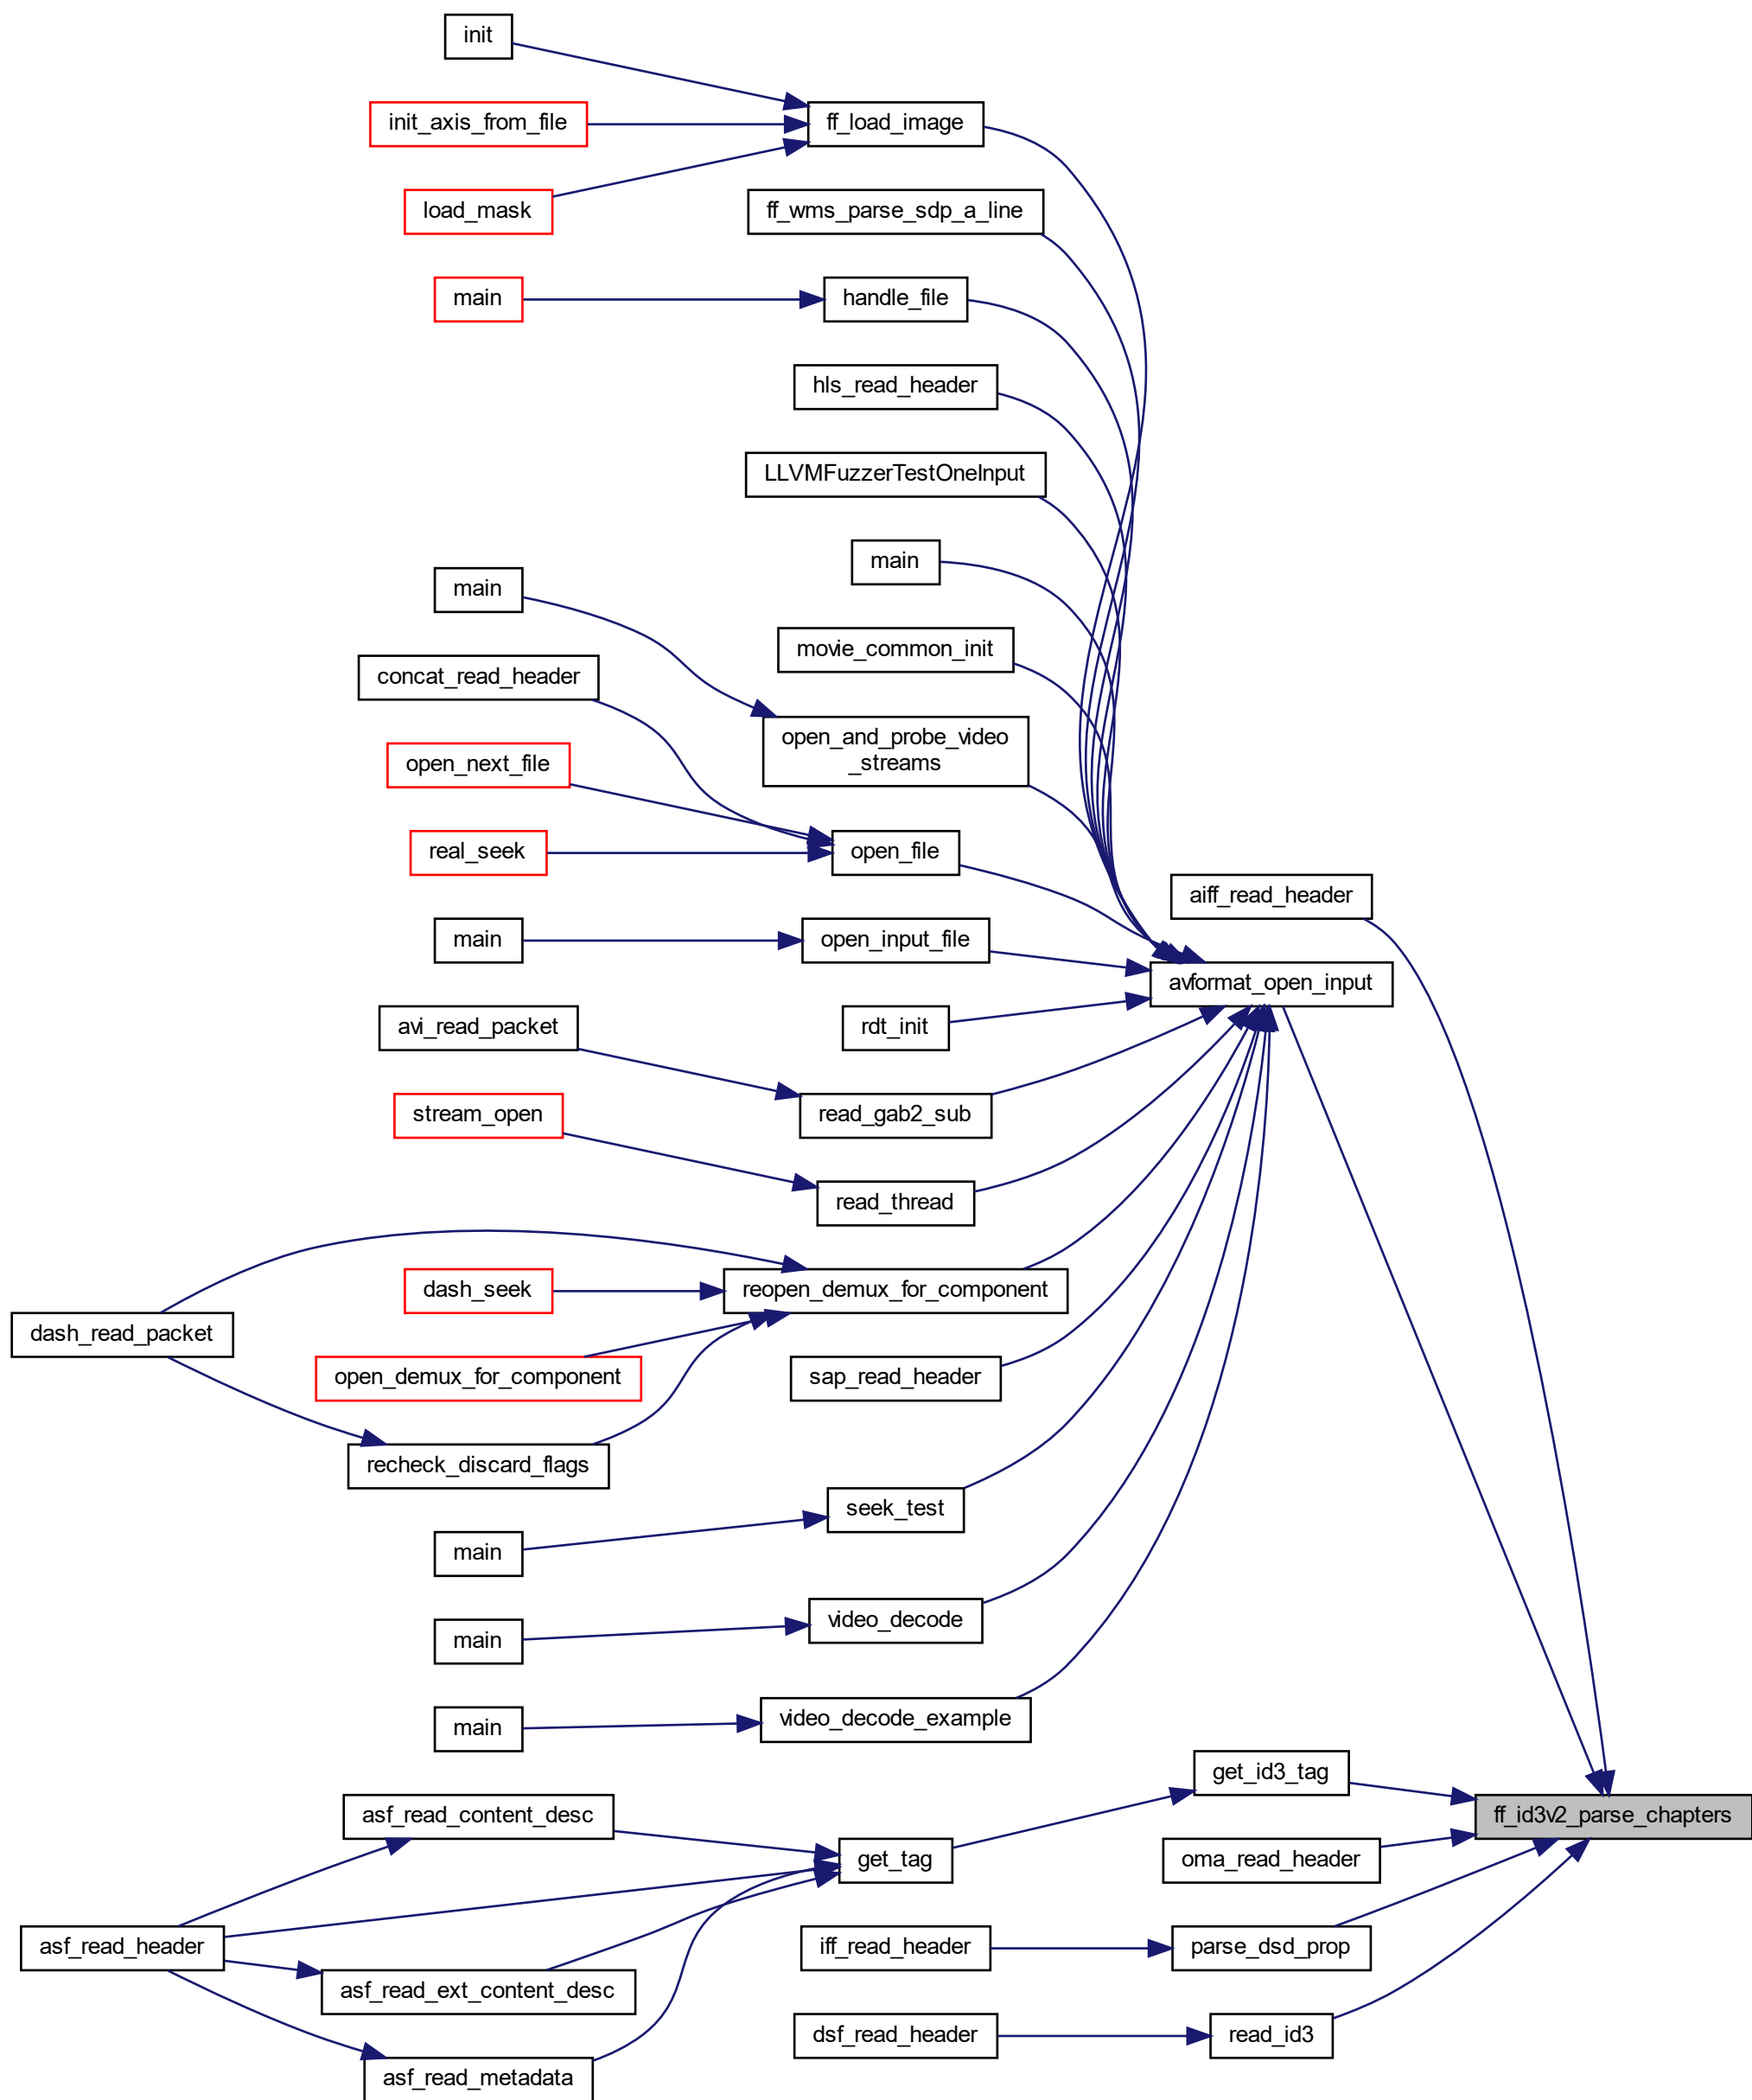 init
ff_load_image
init_axis_from_file
load_mask
ff_wms_parse_sdp_a_line
main
handle_file
hls_read_header
LLVMFuzzerTestOneInput
main
main
movie_common_init
concat_read_header
open_and_probe_video
_streams
open_next_file
real_seek
open_file
aiff_read_header
main
open_input_file
avformat_open_input
avi_read_packet
rdt_init
stream_open
read_gab2_sub
read_thread
dash_seek
reopen_demux_for_component
dash_read_packet
open_demux_for_component
sap_read_header
recheck_discard_flags
main
seek_test
main
video_decode
main
video_decode_example
get_id3_tag
asf_read_content_desc
ff_id3v2_parse_chapters
get_tag
oma_read_header
asf_read_header
iff_read_header
parse_dsd_prop
asf_read_ext_content_desc
dsf_read_header
read_id3
asf_read_metadata